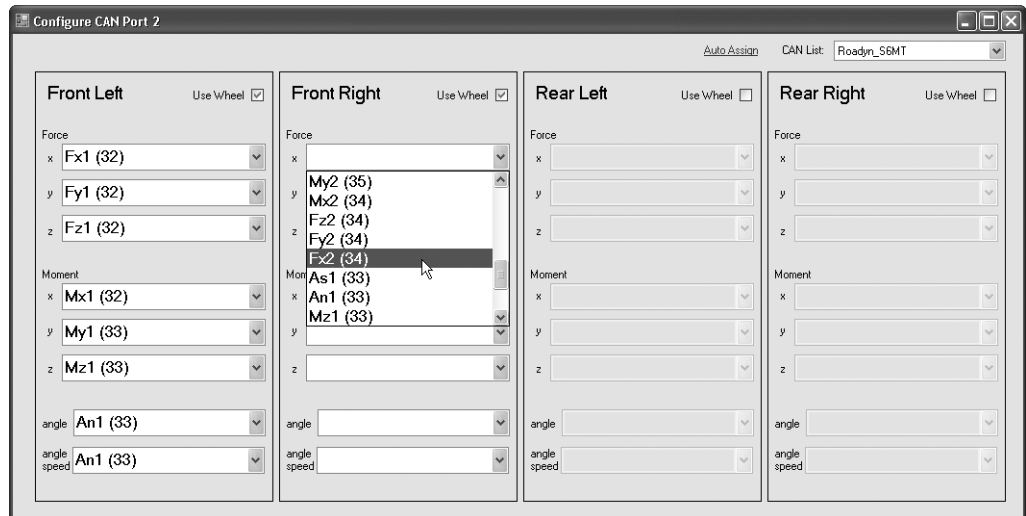 Configure CAN Port 2
Auto Assign CAN List: Roadyn_S6MT
Front Left Use Wheel
Force
x Fx1 (32)
y Fy1 (32)
z Fz1 (32)
Moment
x Mx1 (32)
y My1 (33)
z Mz1 (33)
angle An1 (33)
angle
speed An1 (33)
Front Right Use Wheel
Force
x
y
z
My2 (35)
Mx2 (34)
Fz2 (34)
Fy2 (34)
Fx2 (34)
As1 (33)
An1 (33)
Mz1 (33)
Mom
x
y
z
angle
angle
speed
Rear Left Use Wheel
Force
x
y
z
Moment
x
y
z
angle
angle
speed
Rear Right Use Wheel
Force
x
y
z
Moment
x
y
z
angle
angle
speed